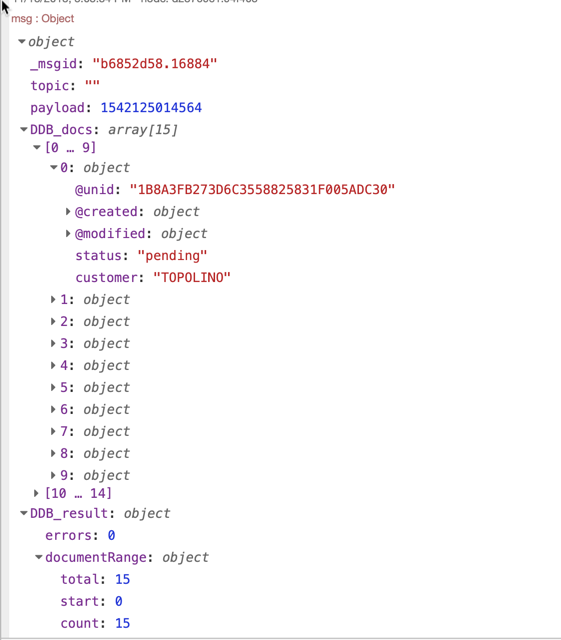 msg : Object
object
_msgid: "b6852d58.16884"
topic: ""
payload: 1542125014564
DDB_docs: array[15]
[0 … 9]
0: object
@unid: "1B8A3FB273D6C3558825831F005ADC30"
@created: object
@modified: object
status: "pending"
customer: "TOPOLINO"
1: object
2: object
3: object
4: object
5: object
6: object
7: object
8: object
9: object
[10 … 14]
DDB_result: object
errors: 0
documentRange: object
total: 15
start: 0
count: 15